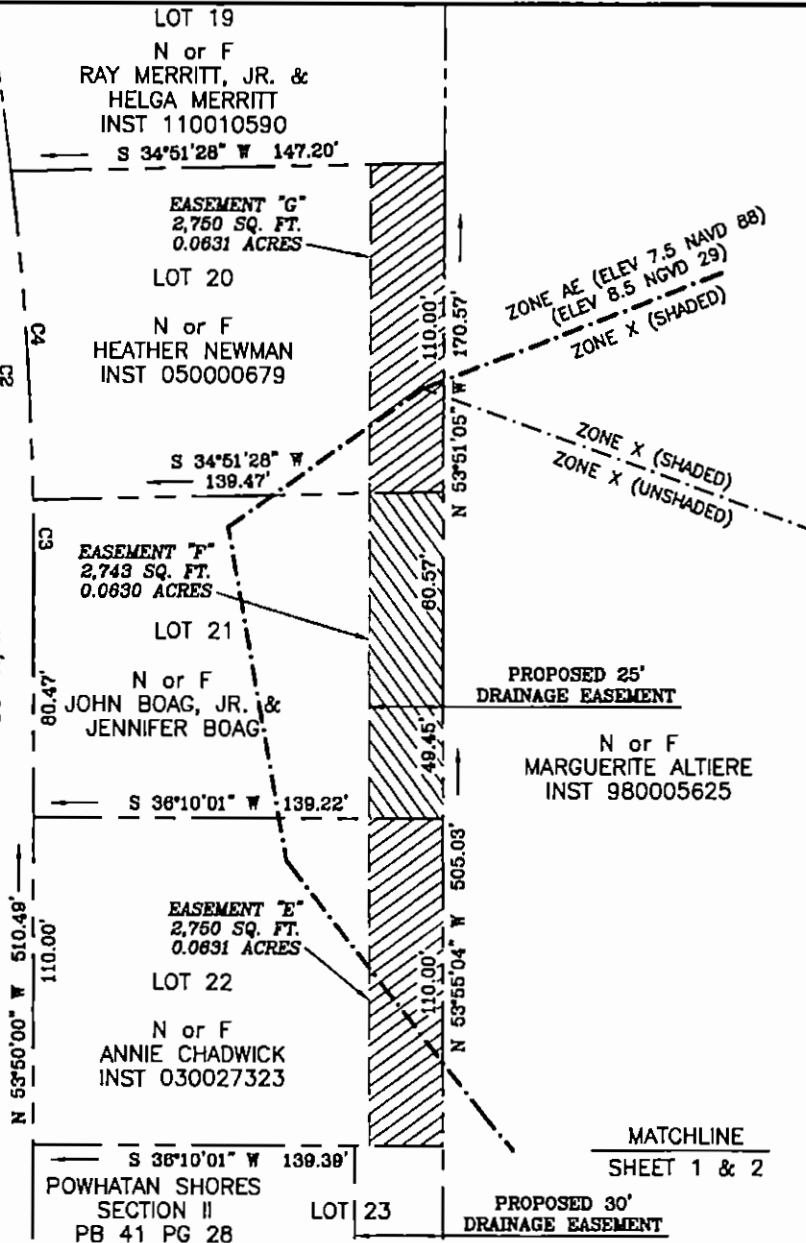 LOT 19
N or F
RAY MERRITT, JR. &
HELGA MERRITT
INST 110010590
S 34°51'28" W 147.20'
EASEMENT "G"
2,750 SQ. FT.
0.0631 ACRES
LOT 20
N or F
HEATHER NEWMAN
INST 050000679
C4
C2
110.00'
N 53°51'05" W 170.57'
ZONE AE (ELEV 7.5 NAVD 88)
(ELEV 8.5 NGVD 29)
ZONE X (SHADED)
ZONE X (SHADED)
ZONE X (UNSHADED)
S 34°51'28" W
139.47'
C3
EASEMENT "F"
2,743 SQ. FT.
0.0630 ACRES
LOT 21
N or F
JOHN BOAG, JR. &
JENNIFER BOAG
80.47'
60.57'
49.45'
PROPOSED 25'
DRAINAGE EASEMENT
N or F
MARGUERITE ALTIERE
INST 980005625
S 36°10'01" W 139.22'
N 53°50'00" W 510.49'
110.00'
EASEMENT "E"
2,750 SQ. FT.
0.0631 ACRES
LOT 22
N or F
ANNIE CHADWICK
INST 030027323
110.00'
N 53°55'04" W 505.03'
S 36°10'01" W 139.39'
MATCHLINE
SHEET 1 & 2
POWHATAN SHORES
SECTION II
PB 41 PG 28
LOT 23
PROPOSED 30'
DRAINAGE EASEMENT